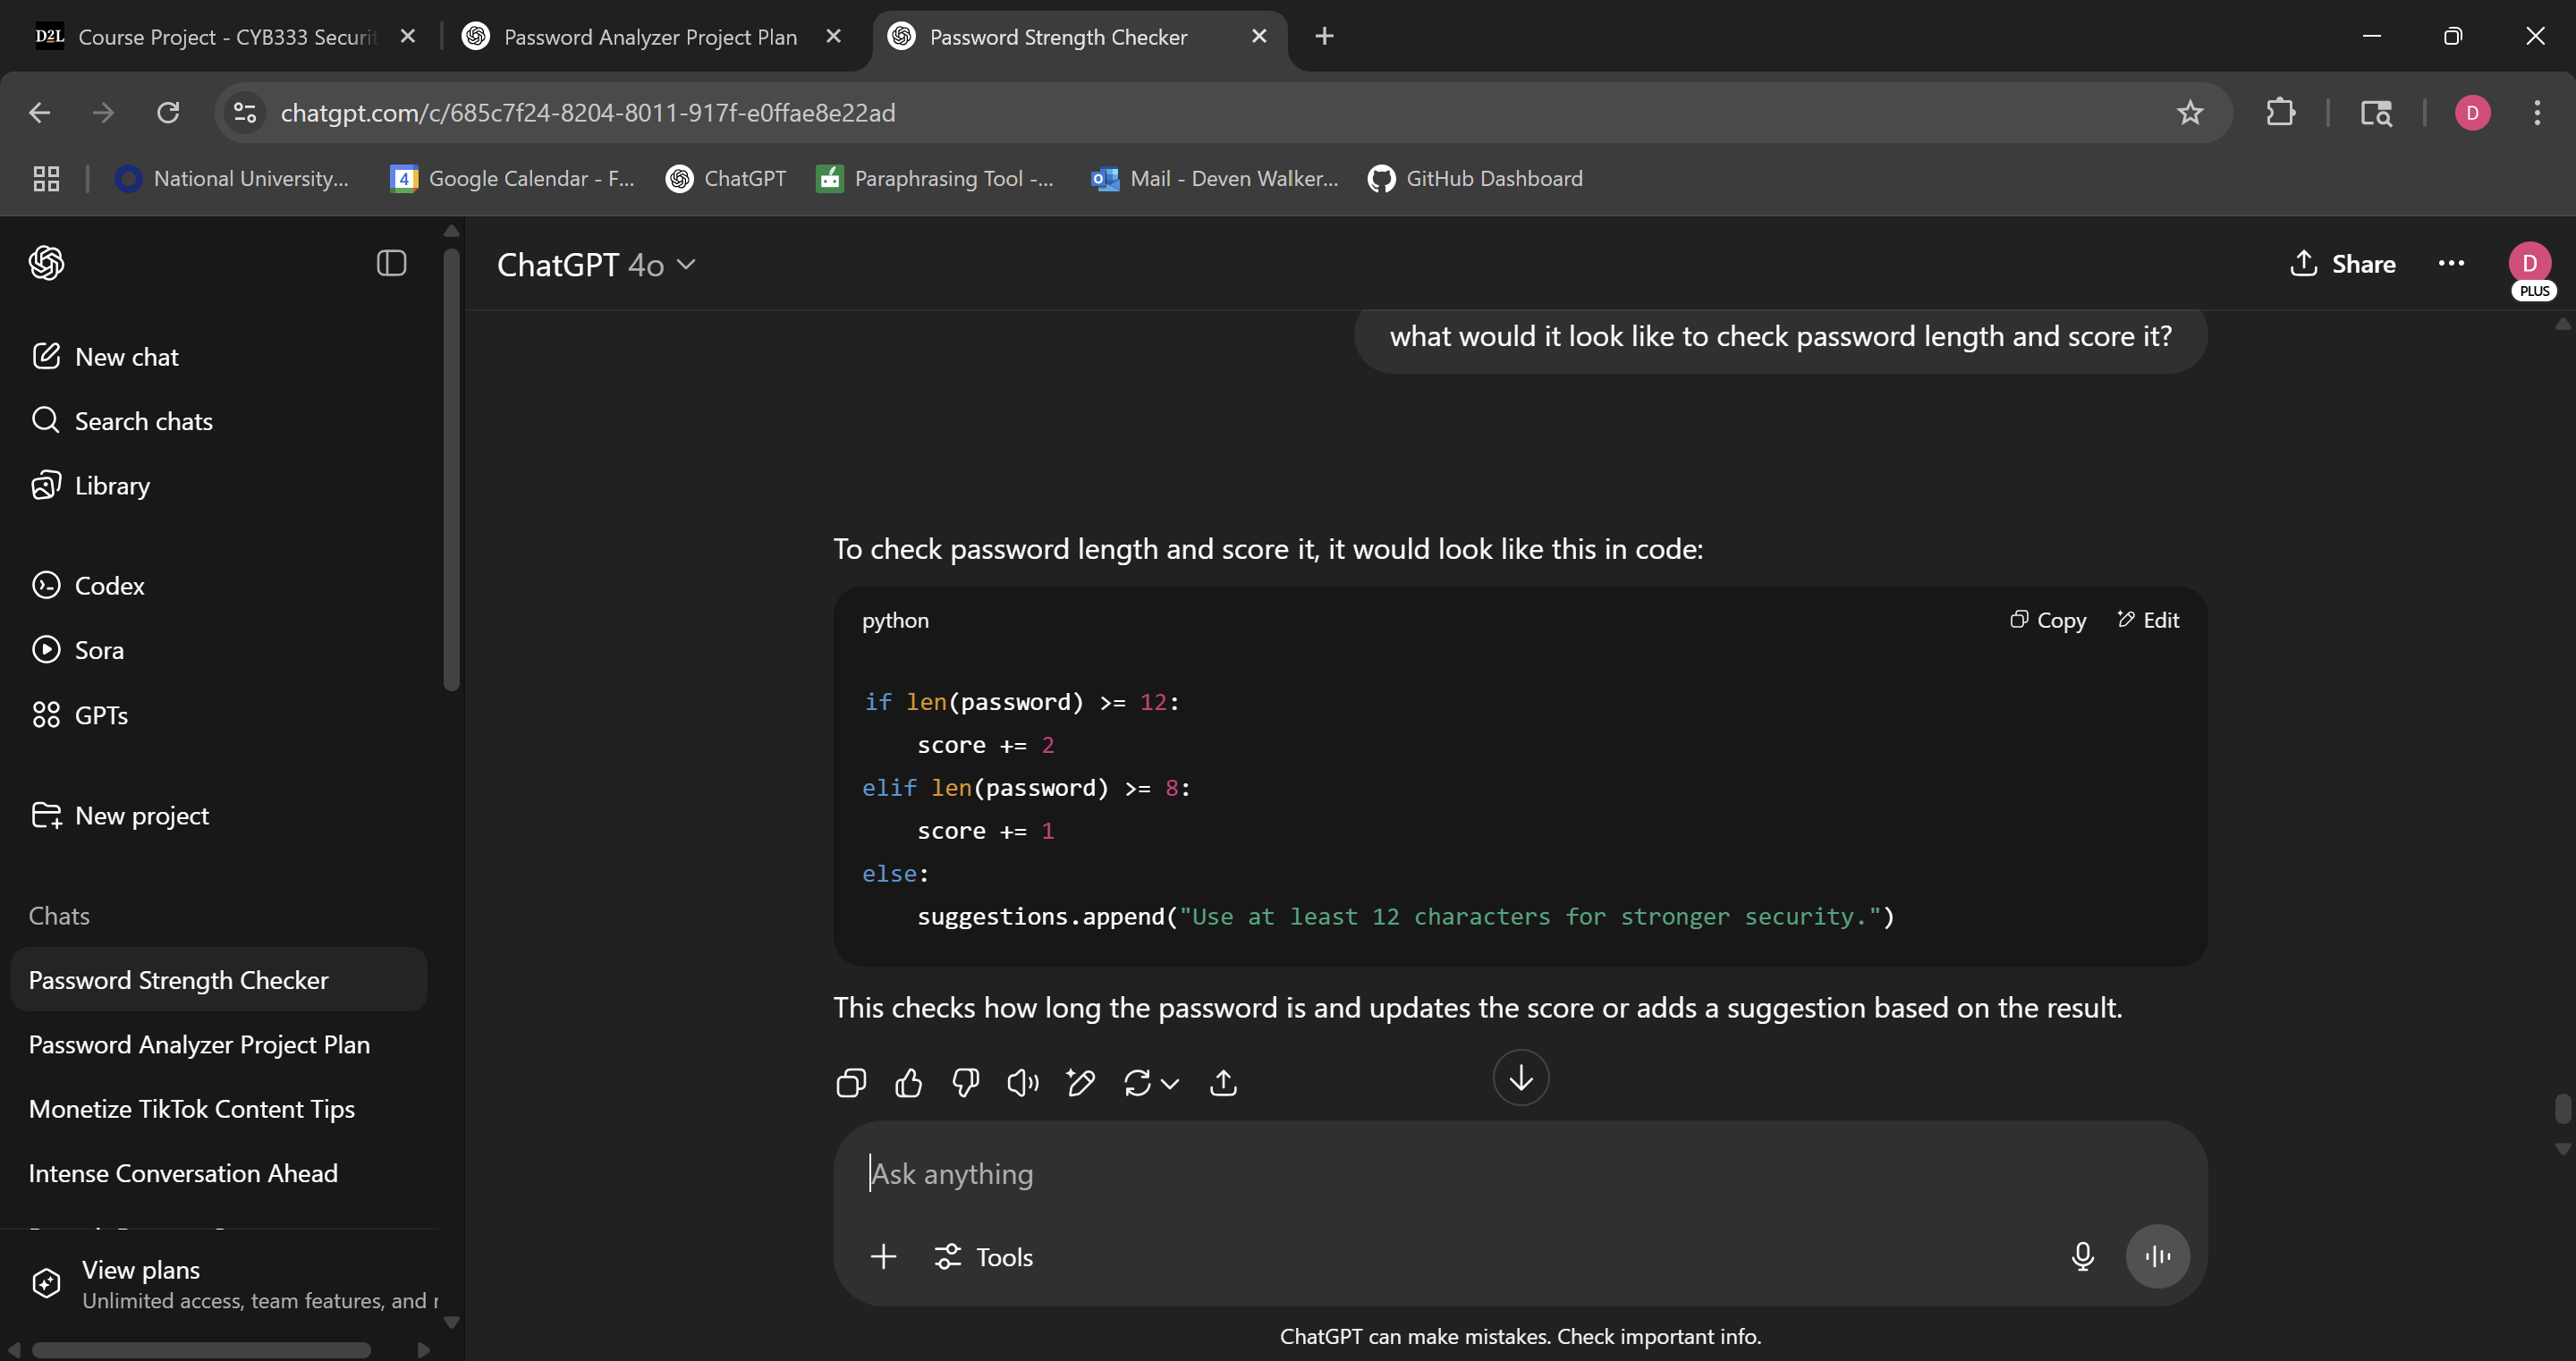 D2L Course Project - CYB333 Securit
Password Analyzer Project Plan
Password Strength Checker
chatgpt.com/c/685c7f24-8204-8011-917f-e0ffae8e22ad
D
National University...
4 Google Calendar - F...
ChatGPT
Paraphrasing Tool -...
Mail - Deven Walker...
GitHub Dashboard
ChatGPT 4o
Share
D
PLUS
New chat
Search chats
Library
Codex
Sora
GPTs
New project
Chats
Password Strength Checker
Password Analyzer Project Plan
Monetize TikTok Content Tips
Intense Conversation Ahead
View plans
Unlimited access, team features, and r
what would it look like to check password length and score it?
To check password length and score it, it would look like this in code:
python
Copy
Edit
if len(password) >= 12:
    score += 2
elif len(password) >= 8:
    score += 1
else:
    suggestions.append("Use at least 12 characters for stronger security.")
This checks how long the password is and updates the score or adds a suggestion based on the result.
Ask anything
Tools
ChatGPT can make mistakes. Check important info.